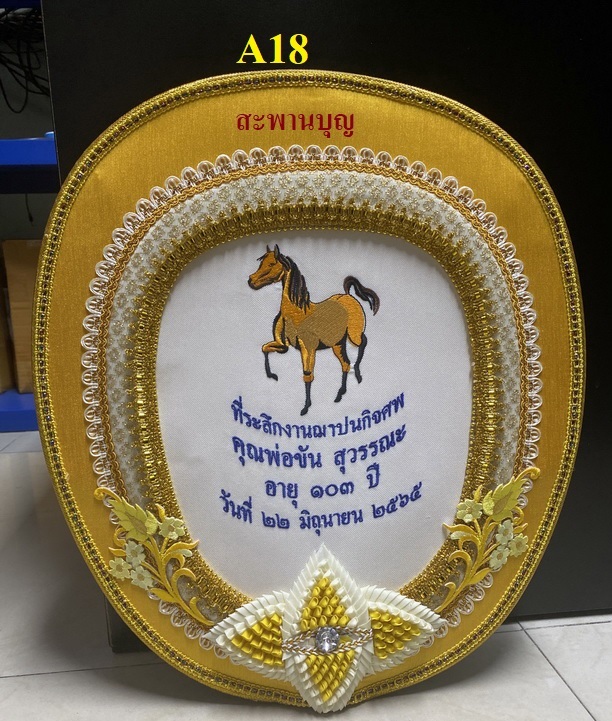 A18
สะพานบุญ
ที่ระลึกงานฌาปนกิจศพ
คุณพ่อขัน สุวรรณะ
อายุ ๑๐๓ ปี
วันที่ ๒๒ มิถุนายน ๒๕๖๕